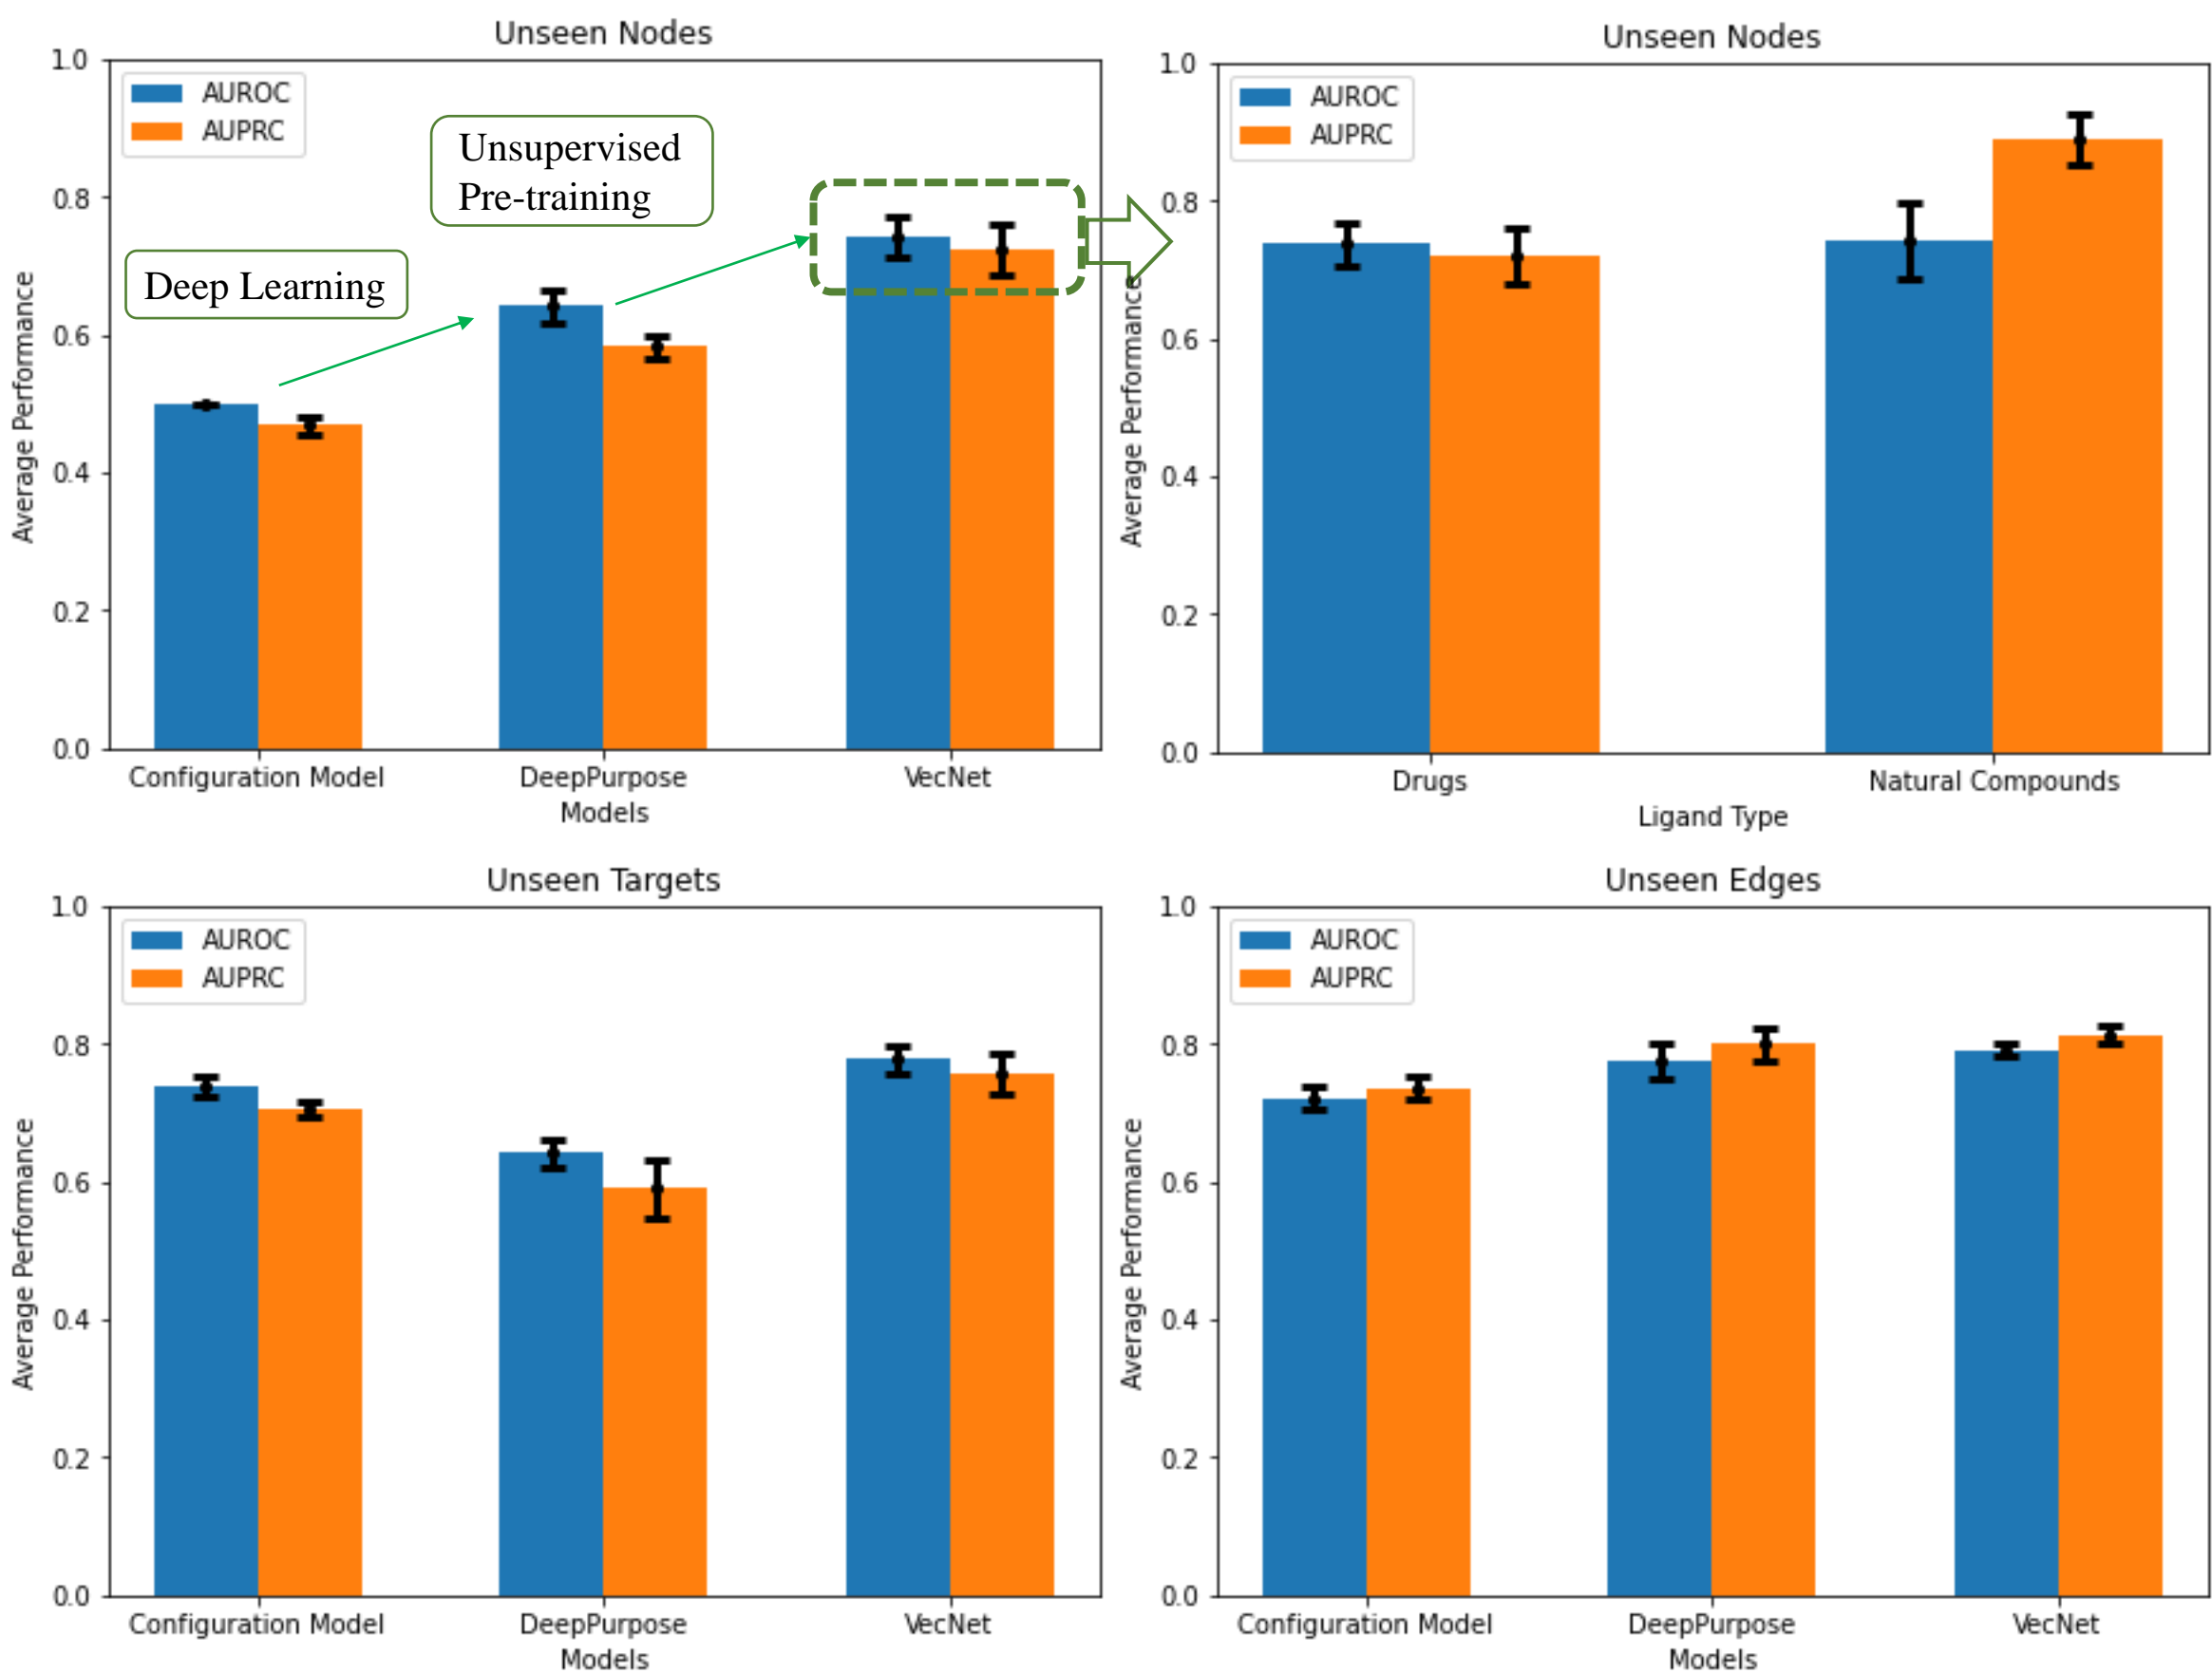 Unseen Nodes
1.0
0.8
0.6
0.4
0.2
0.0
Average Performance
AUROC
AUPRC
Deep Learning
Unsupervised
Pre-training
Configuration Model
DeepPurpose
VecNet
Models
Unseen Nodes
1.0
0.8
0.6
0.4
0.2
0.0
Average Performance
AUROC
AUPRC
Drugs
Natural Compounds
Ligand Type
Unseen Targets
1.0
0.8
0.6
0.4
0.2
0.0
Average Performance
AUROC
AUPRC
Configuration Model
DeepPurpose
VecNet
Models
Unseen Edges
1.0
0.8
0.6
0.4
0.2
0.0
Average Performance
AUROC
AUPRC
Configuration Model
DeepPurpose
VecNet
Models